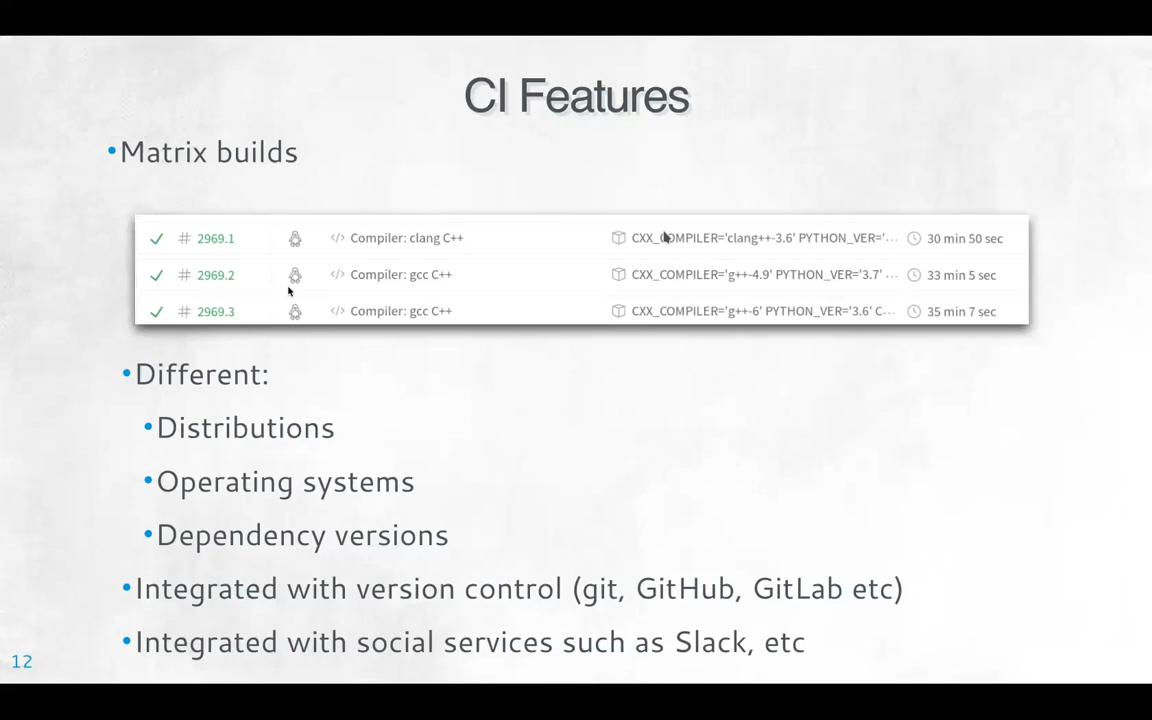 CI Features
•Matrix builds
# 2969.1 </> Compiler: clang C++ CXX_COMPILER='clang++-3.6' PYTHON_VER='... 30 min 50 sec
# 2969.2 </> Compiler: gcc C++ CXX_COMPILER='g++-4.9' PYTHON_VER='3.7' ... 33 min 5 sec
# 2969.3 </> Compiler: gcc C++ CXX_COMPILER='g++-6' PYTHON_VER='3.6' C... 35 min 7 sec
•Different:
•Distributions
•Operating systems
•Dependency versions
•Integrated with version control (git, GitHub, GitLab etc)
•Integrated with social services such as Slack, etc
12